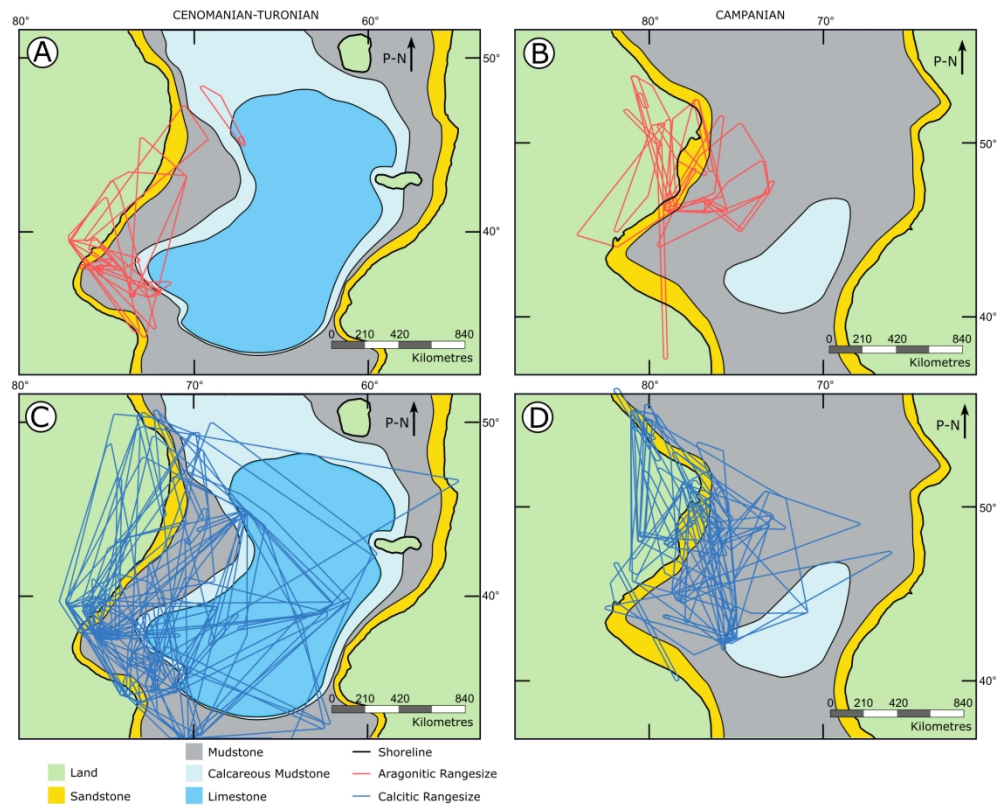 CENOMANIAN-TURONIAN
CAMPANIAN
80°
60°
80°
70°
A
P-N
50°
40°
0 210 420 840
Kilometres
B
P-N
50°
40°
0 210 420 840
Kilometres
80°
70°
60°
80°
70°
C
P-N
50°
40°
0 210 420 840
Kilometres
D
P-N
50°
40°
0 210 420 840
Kilometres
Land
Sandstone
Mudstone
Calcareous Mudstone
Limestone
Shoreline
Aragonitic Rangesize
Calcitic Rangesize